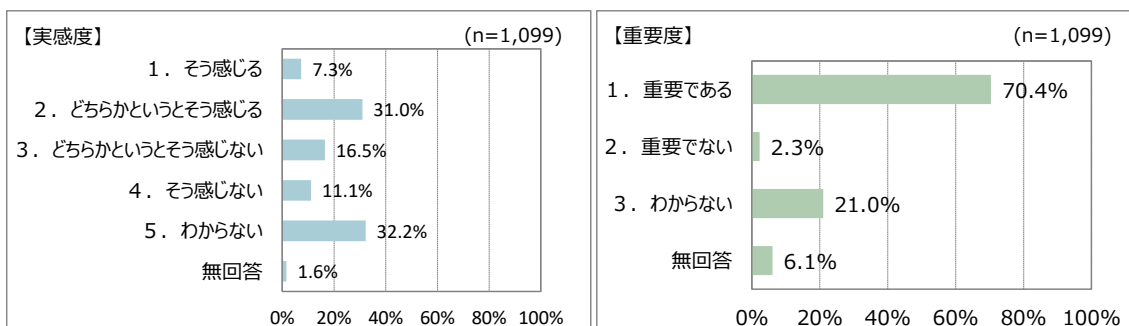 【実感度】 (n=1,099)
1．そう感じる 7.3%
2．どちらかというとそう感じる 31.0%
3．どちらかというとそう感じない 16.5%
4．そう感じない 11.1%
5．わからない 32.2%
無回答 1.6%
0% 20% 40% 60% 80% 100%
【重要度】 (n=1,099)
1．重要である 70.4%
2．重要でない 2.3%
3．わからない 21.0%
無回答 6.1%
0% 20% 40% 60% 80% 100%